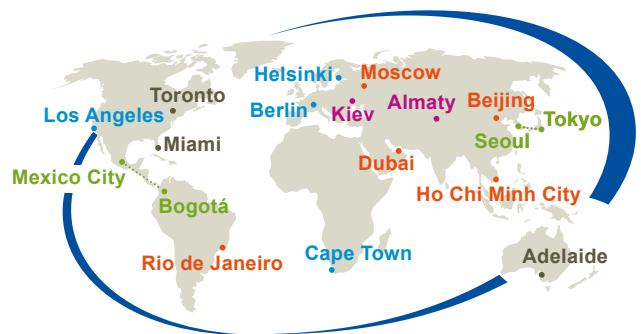 Helsinki
Moscow
Toronto
Almaty
Beijing
Los Angeles
Berlin
Kiev
Tokyo
Miami
Seoul
Mexico City
Dubai
Ho Chi Minh City
Bogotá
Cape Town
Adelaide
Rio de Janeiro